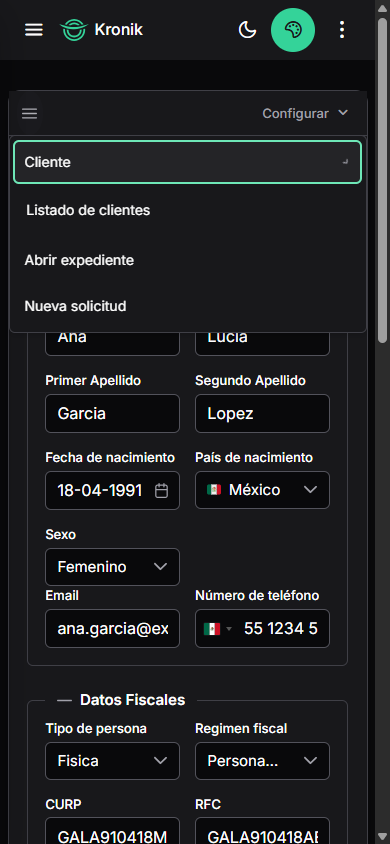 Kronik
Configurar
Cliente
Listado de clientes
Abrir expediente
Nueva solicitud
Ana Lucia
Primer Apellido Segundo Apellido
Garcia Lopez
Fecha de nacimiento País de nacimiento
18-04-1991 México
Sexo
Femenino
Email Número de teléfono
ana.garcia@ex 55 1234 5
Datos Fiscales
Tipo de persona Regimen fiscal
Fisica Persona...
CURP RFC
GALA910418M GALA910418AE